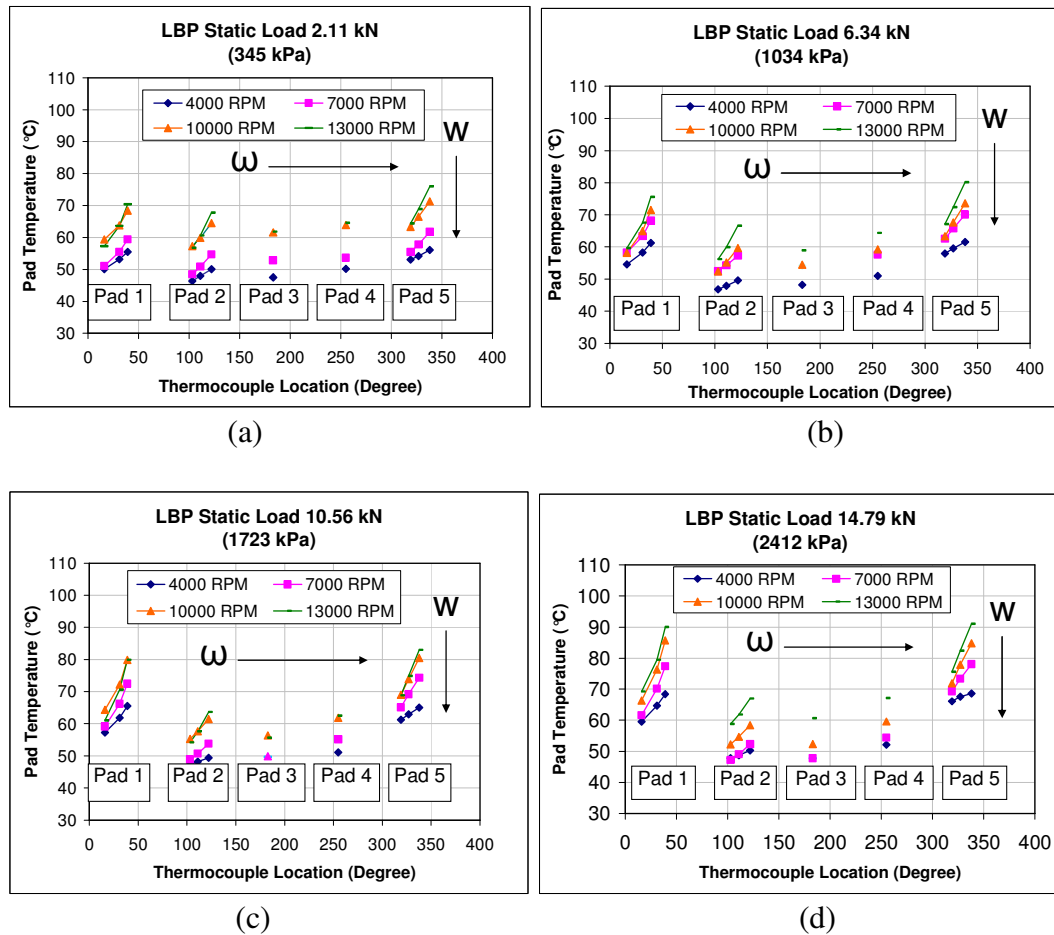 LBP Static Load 2.11 kN
(345 kPa)
Pad Temperature (°C)
110
100
90
80
70
60
50
40
30
4000 RPM
7000 RPM
10000 RPM
13000 RPM
ω
W
Pad 1
Pad 2
Pad 3
Pad 4
Pad 5
0
50
100
150
200
250
300
350
400
Thermocouple Location (Degree)
(a)
LBP Static Load 6.34 kN
(1034 kPa)
Pad Temperature (°C)
110
100
90
80
70
60
50
40
30
4000 RPM
7000 RPM
10000 RPM
13000 RPM
ω
W
Pad 1
Pad 2
Pad 3
Pad 4
Pad 5
0
50
100
150
200
250
300
350
400
Thermocouple Location (Degree)
(b)
LBP Static Load 10.56 kN
(1723 kPa)
Pad Temperature (°C)
110
100
90
80
70
60
50
40
30
4000 RPM
7000 RPM
10000 RPM
13000 RPM
ω
W
Pad 1
Pad 2
Pad 3
Pad 4
Pad 5
0
50
100
150
200
250
300
350
400
Thermocouple Location (Degree)
(c)
LBP Static Load 14.79 kN
(2412 kPa)
Pad Temperature (°C)
110
100
90
80
70
60
50
40
30
4000 RPM
7000 RPM
10000 RPM
13000 RPM
ω
W
Pad 1
Pad 2
Pad 3
Pad 4
Pad 5
0
50
100
150
200
250
300
350
400
Thermocouple Location (Degree)
(d)